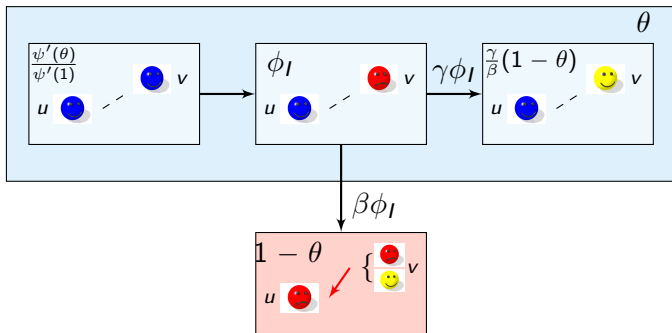 θ
ψ′(θ)/ψ′(1)
u v
ϕ_I
u v
γϕ_I
γ/β(1 − θ)
u v
βϕ_I
1 − θ
u { v